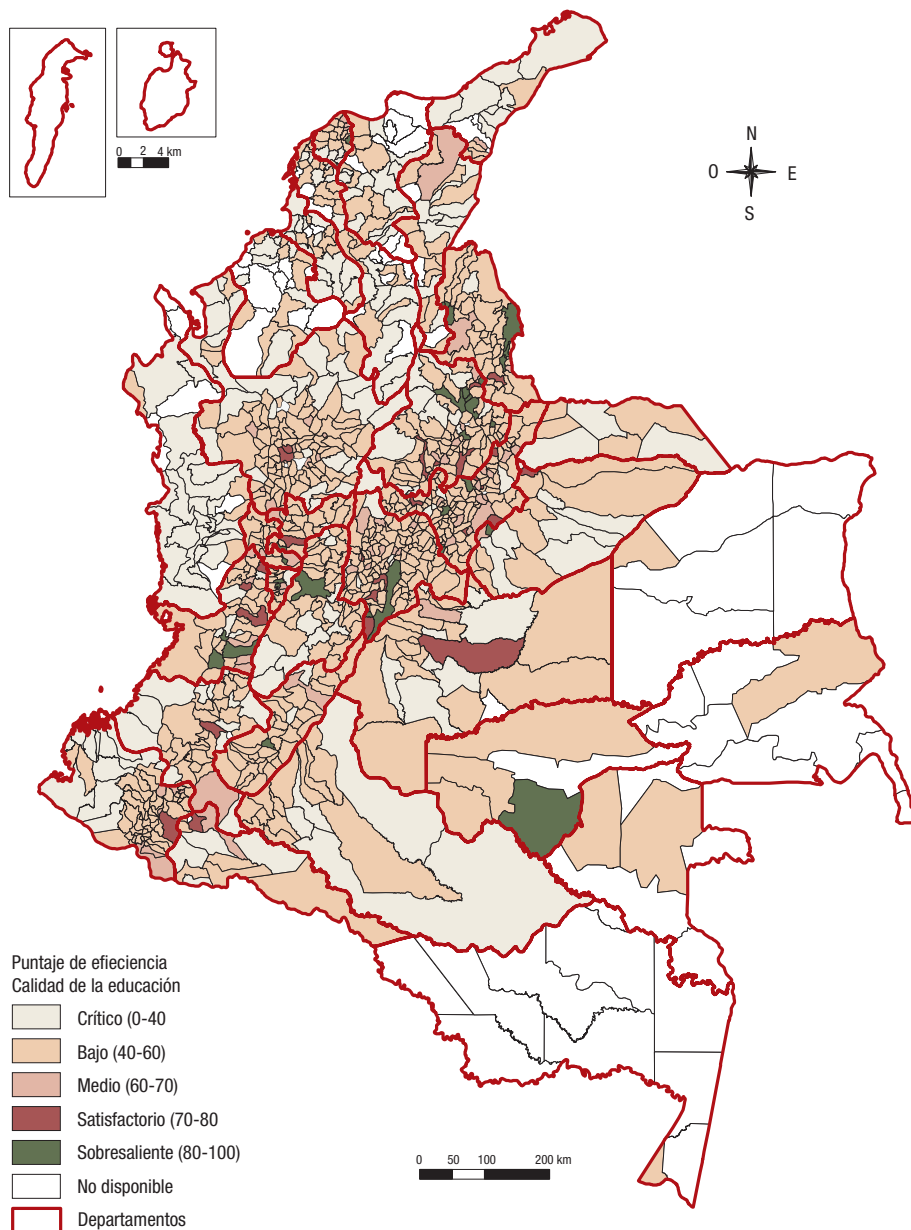 0 2 4 km
N
O E
S
Puntaje de efieciencia
Calidad de la educación
Crítico (0-40
Bajo (40-60)
Medio (60-70)
Satisfactorio (70-80
Sobresaliente (80-100)
No disponible
Departamentos
0 50 100 200 km